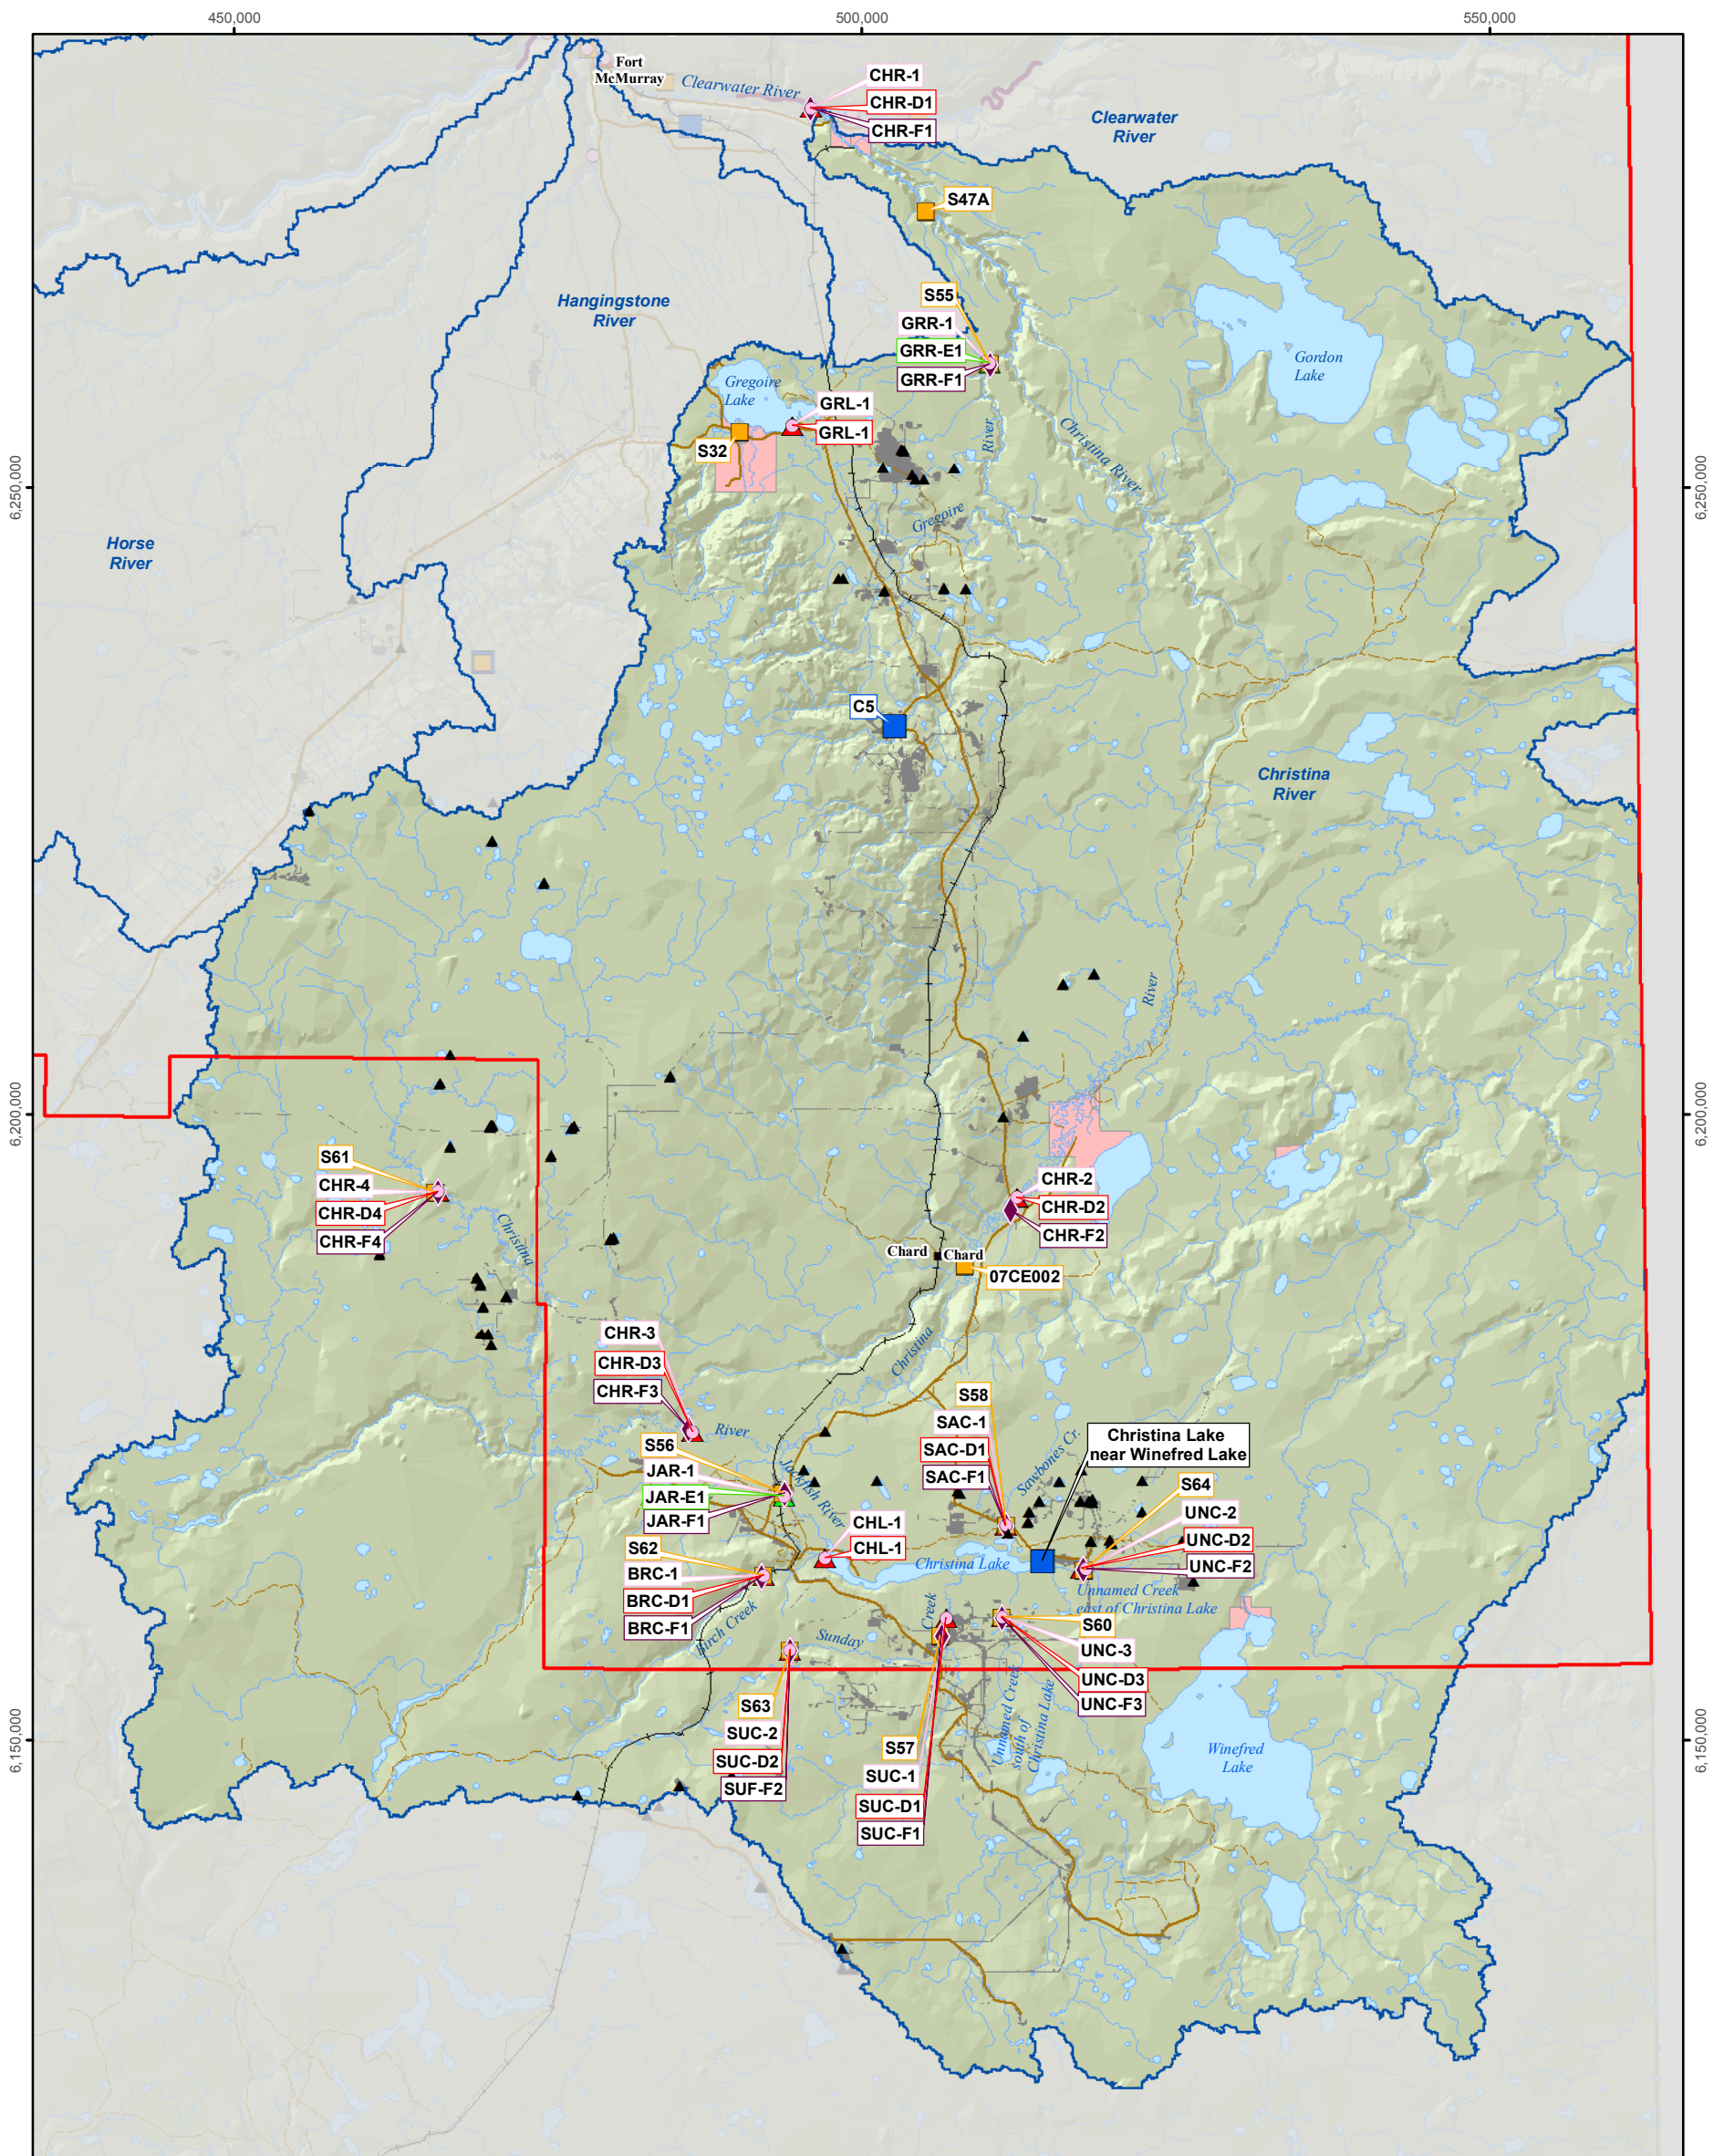 450,000
500,000
550,000
Fort
McMurray
Clearwater River
CHR-1
CHR-D1
CHR-F1
Clearwater
River
S47A
Hangingstone
River
S55
GRR-1
GRR-E1
GRR-F1
Gordon
Lake
Gregoire
Lake
GRL-1
GRL-1
S32
River
Christina River
6,250,000
6,250,000
Gregoire
Horse
River
C5
Christina
River
River
6,200,000
6,200,000
S61
CHR-4
CHR-D4
CHR-F4
Christina
CHR-2
CHR-D2
CHR-F2
Chard
Chard
07CE002
CHR-3
CHR-D3
CHR-F3
Christina
River
S58
SAC-1
SAC-D1
SAC-F1
Sawbones Cr.
Christina Lake
near Winefred Lake
S56
JAR-1
JAR-E1
JAR-F1
Jackfish River
S64
UNC-2
UNC-D2
UNC-F2
CHL-1
CHL-1
Christina Lake
S62
BRC-1
BRC-D1
BRC-F1
Birch Creek
Unnamed Creek
east of Christina Lake
Sunday
Creek
S60
UNC-3
UNC-D3
UNC-F3
Unnamed Creek
south of
Christina Lake
S63
SUC-2
SUC-D2
SUF-F2
S57
SUC-1
SUC-D1
SUC-F1
Winefred
Lake
6,150,000
6,150,000